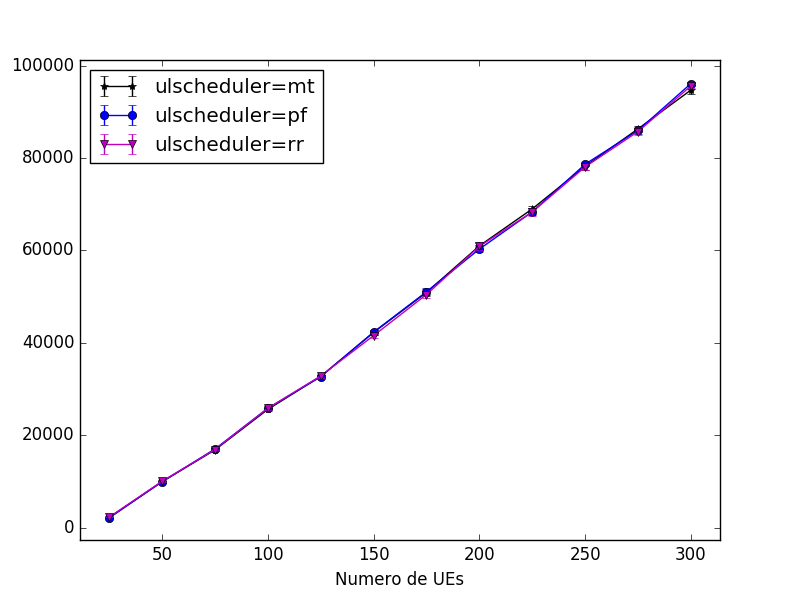 100000
80000
60000
40000
20000
0
ulscheduler=mt
ulscheduler=pf
ulscheduler=rr
50 100 150 200 250 300
Numero de UEs